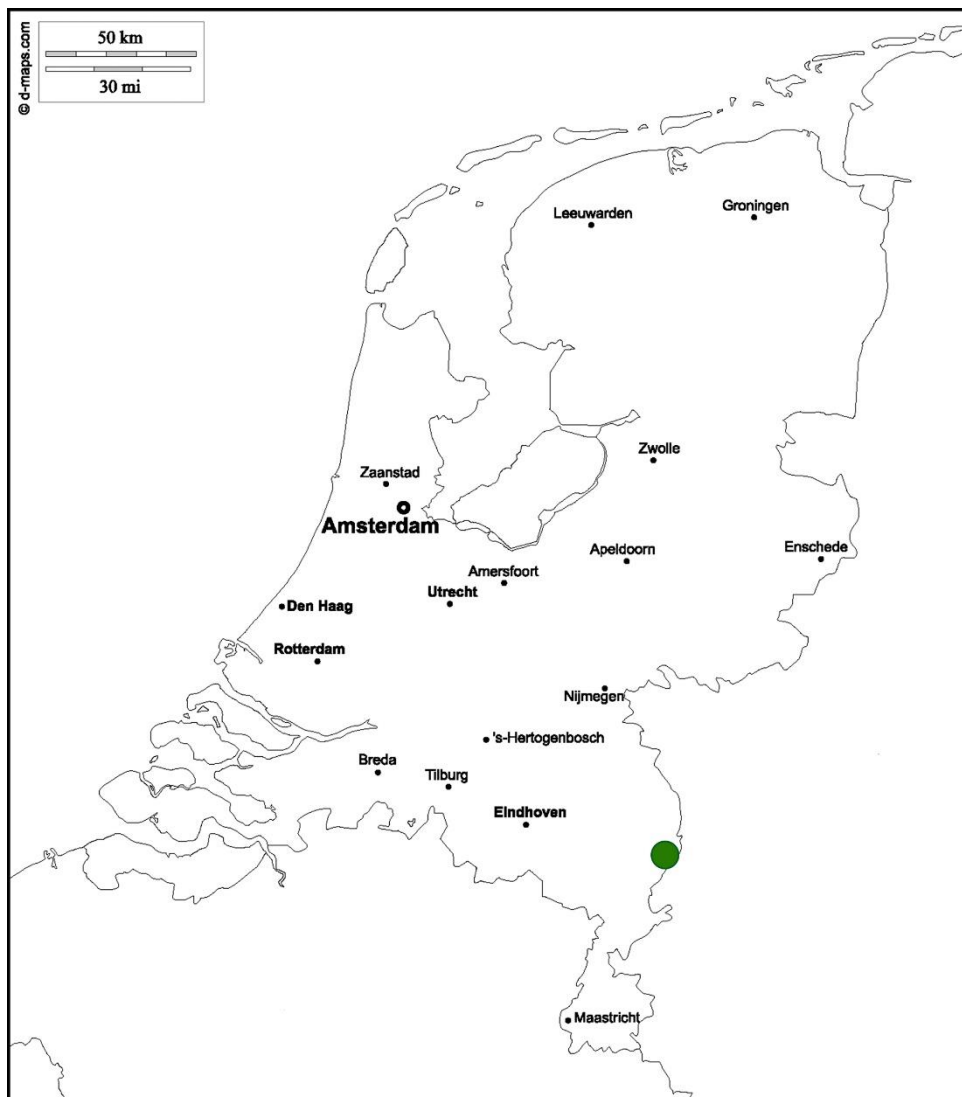 © d-maps.com
50 km
30 mi
Leeuwarden
Groningen
Zwolle
Zaanstad
Amsterdam
Apeldoorn
Enschede
Amersfoort
Utrecht
Den Haag
Rotterdam
Nijmegen
's-Hertogenbosch
Breda
Tilburg
Eindhoven
Maastricht